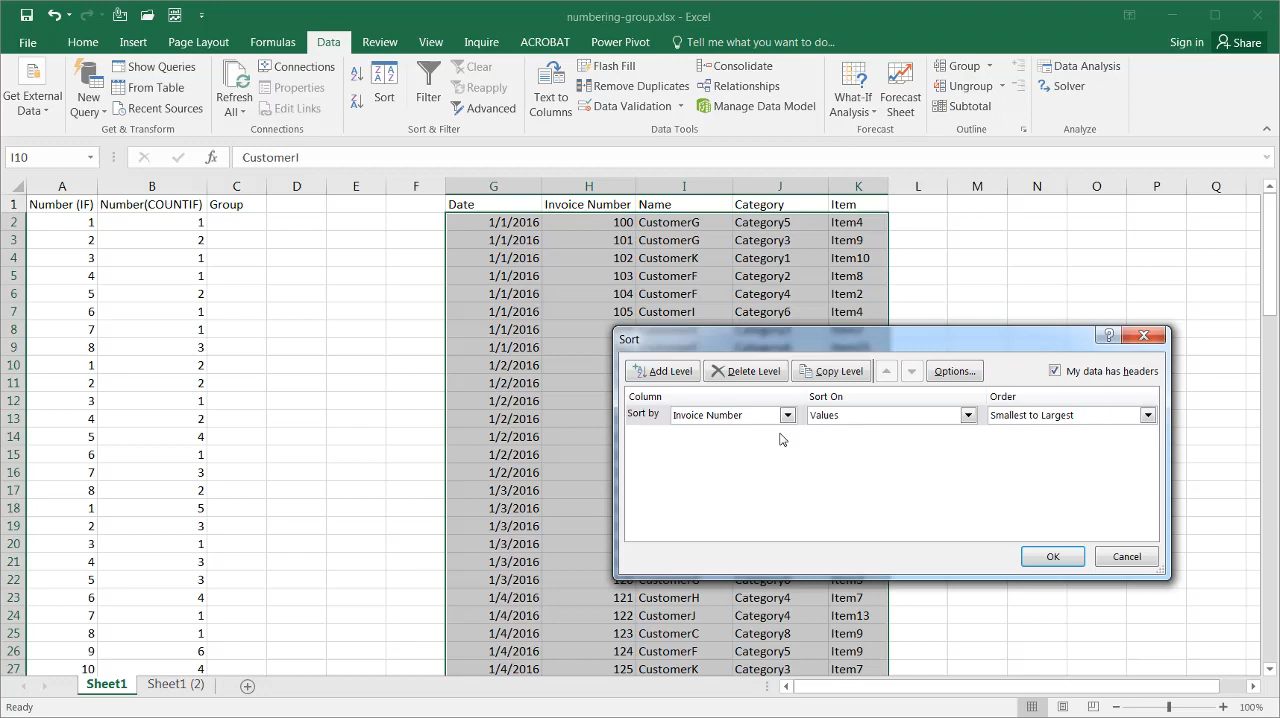 numbering-group.xlsx - Excel
File Home Insert Page Layout Formulas Data Review View Inquire ACROBAT Power Pivot Tell me what you want to do... Sign in Share
Get External Data
New Query
Show Queries
From Table
Recent Sources
Get & Transform
Refresh All
Connections
Properties
Edit Links
Connections
Sort
Filter
Clear
Reapply
Advanced
Sort & Filter
Text to Columns
Flash Fill
Remove Duplicates
Data Validation
Consolidate
Relationships
Manage Data Model
Data Tools
What-If Analysis
Forecast Sheet
Forecast
Group
Ungroup
Subtotal
Outline
Data Analysis
Solver
Analyze
I10 fx CustomerI
A B C D E F G H I J K L M N O P Q
1 Number (IF) Number(COUNTIF) Group Date Invoice Number Name Category Item
2 1 1 1/1/2016 100 CustomerG Category5 Item4
3 2 2 1/1/2016 101 CustomerG Category3 Item9
4 3 1 1/1/2016 102 CustomerK Category1 Item10
5 4 1 1/1/2016 103 CustomerF Category2 Item8
6 5 2 1/1/2016 104 CustomerF Category4 Item2
7 6 1 1/1/2016 105 CustomerI Category6 Item4
8 7 1 1/1/2016
9 8 3 1/1/2016
10 1 2 1/2/2016
11 2 2 1/2/2016
12 3 1 1/2/2016
13 4 2 1/2/2016
14 5 4 1/2/2016
15 6 1 1/2/2016
16 7 3 1/2/2016
17 8 2 1/3/2016
18 1 5 1/3/2016
19 2 3 1/3/2016
20 3 1 1/3/2016
21 4 3 1/3/2016
22 5 3 1/3/2016
23 6 4 1/4/2016 121 CustomerH Category4 Item7
24 7 1 1/4/2016 122 CustomerJ Category4 Item13
25 8 1 1/4/2016 123 CustomerC Category8 Item9
26 9 6 1/4/2016 124 CustomerF Category5 Item9
27 10 4 1/4/2016 125 CustomerK Category3 Item7
Sort
Add Level Delete Level Copy Level Options... My data has headers
Column Sort On Order
Sort by Invoice Number Values Smallest to Largest
OK Cancel
Sheet1 Sheet1 (2)
Ready 100%